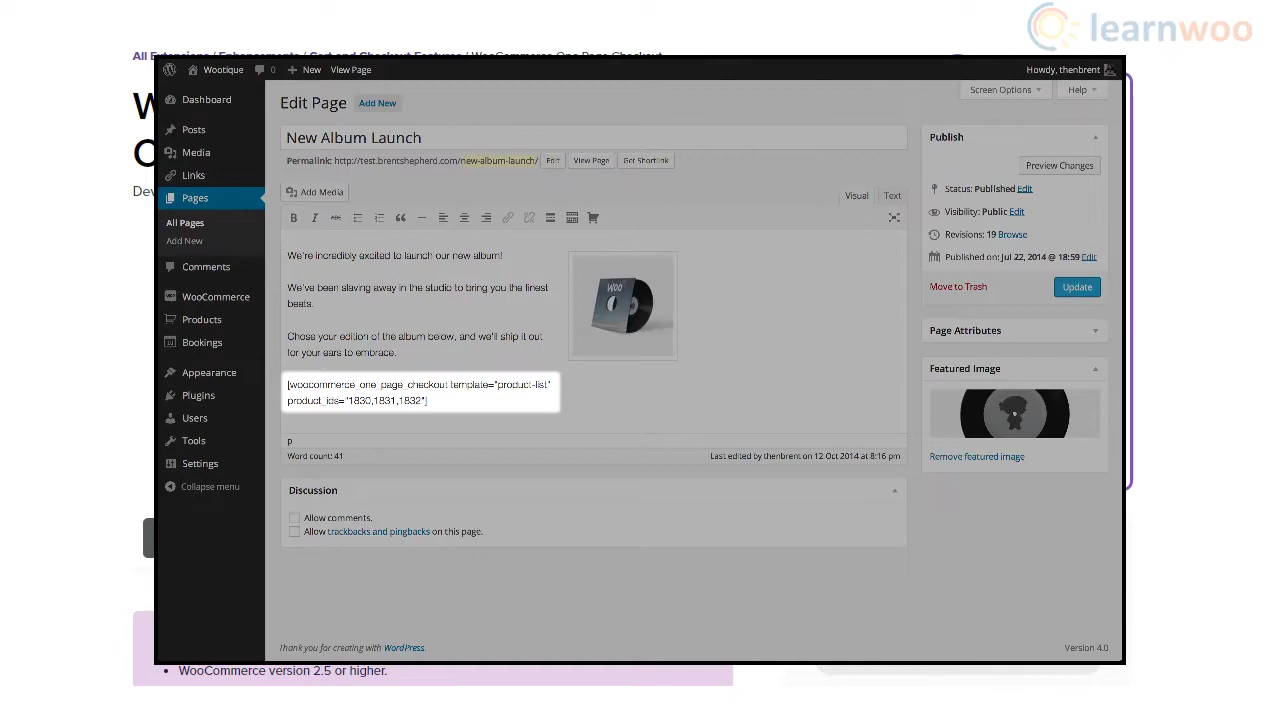 learnwoo
All Extensions / Enhancements / Cart and Checkout Features / WooCommerce One Page Checkout
Wootique 0 New View Page
Howdy, thenbrent
Dashboard
Posts
Media
Links
Pages
All Pages
Add New
Comments
WooCommerce
Products
Bookings
Appearance
Plugins
Users
Tools
Settings
Collapse menu
Screen Options Help
Edit Page Add New
New Album Launch
Permalink: http://test.brentshepherd.com/new-album-launch/ Edit View Page Get Shortlink
Add Media
Visual Text
B I ABC
We're incredibly excited to launch our new album!
We've been slaving away in the studio to bring you the finest
beats.
Chose your edition of the album below, and we'll ship it out
for your ears to embrace.
WOO
[woocommerce_one_page_checkout template="product-list"
product_ids="1830,1831,1832"]
p
Word count: 41
Last edited by thenbrent on 12 Oct 2014 at 8:16 pm
Discussion
Allow comments.
Allow trackbacks and pingbacks on this page.
Publish
Preview Changes
Status: Published Edit
Visibility: Public Edit
Revisions: 19 Browse
Published on: Jul 22, 2014 @ 18:59 Edit
Move to Trash Update
Page Attributes
Featured Image
Remove featured image
Thank you for creating with WordPress.
Version 4.0
• WooCommerce version 2.5 or higher.